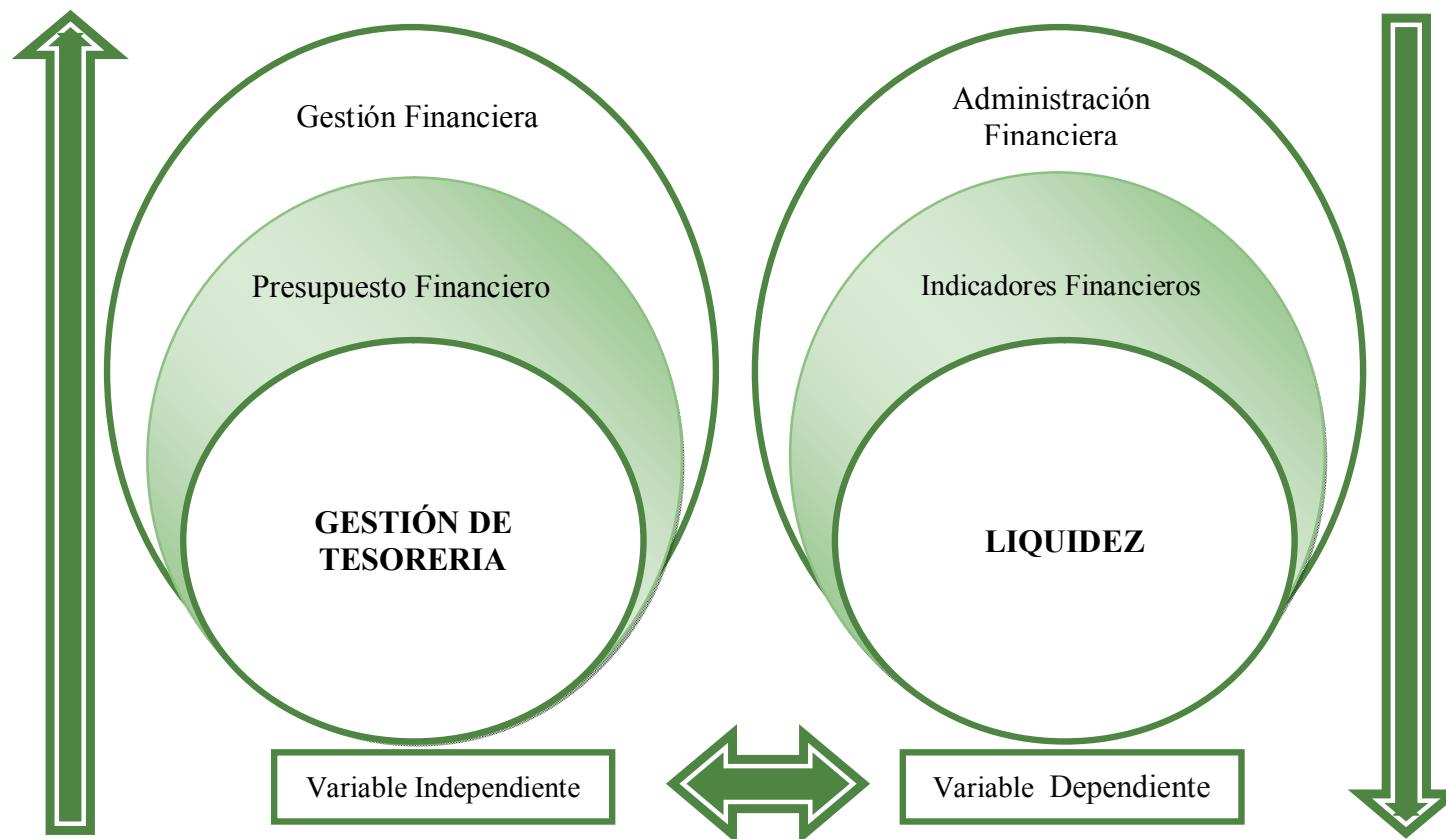 Gestión Financiera
Presupuesto Financiero
GESTIÓN DE
TESORERIA
Variable Independiente
Administración
Financiera
Indicadores Financieros
LIQUIDEZ
Variable Dependiente